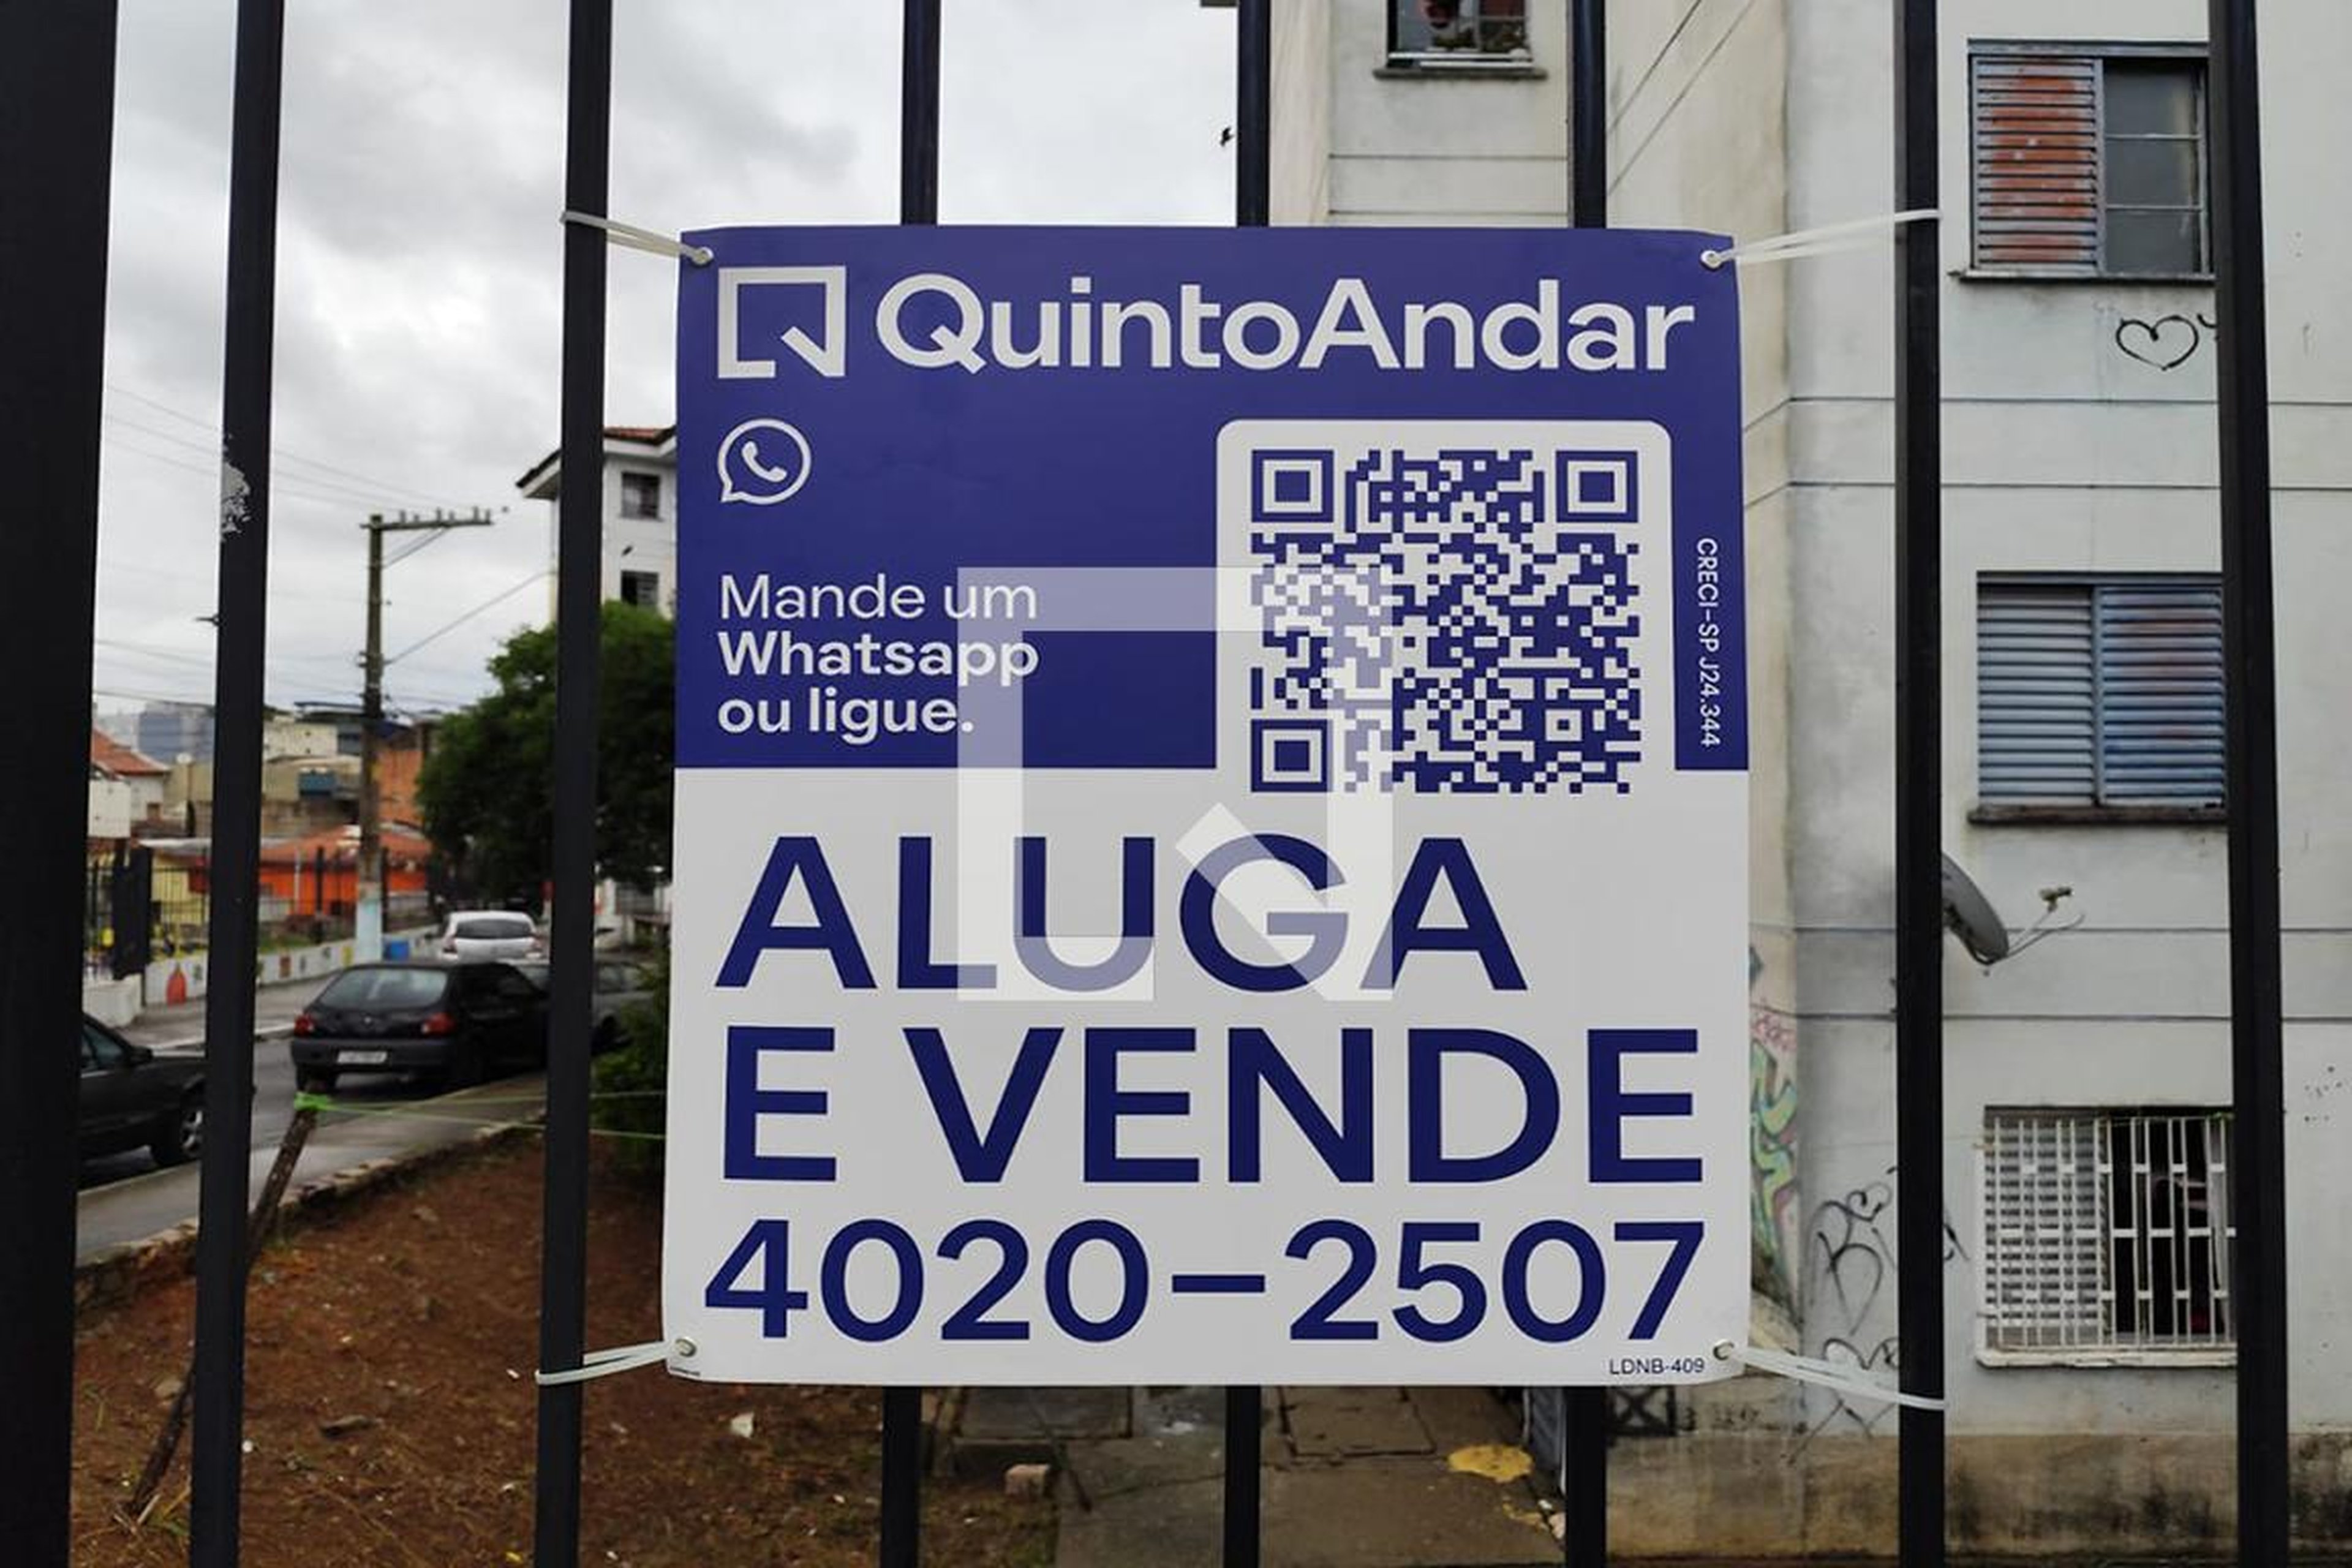 QuintoAndar
Mande um
Whatsapp
ou ligue.
CRECI-SP J24.344
ALUGA
E VENDE
4020-2507
LDNB-409